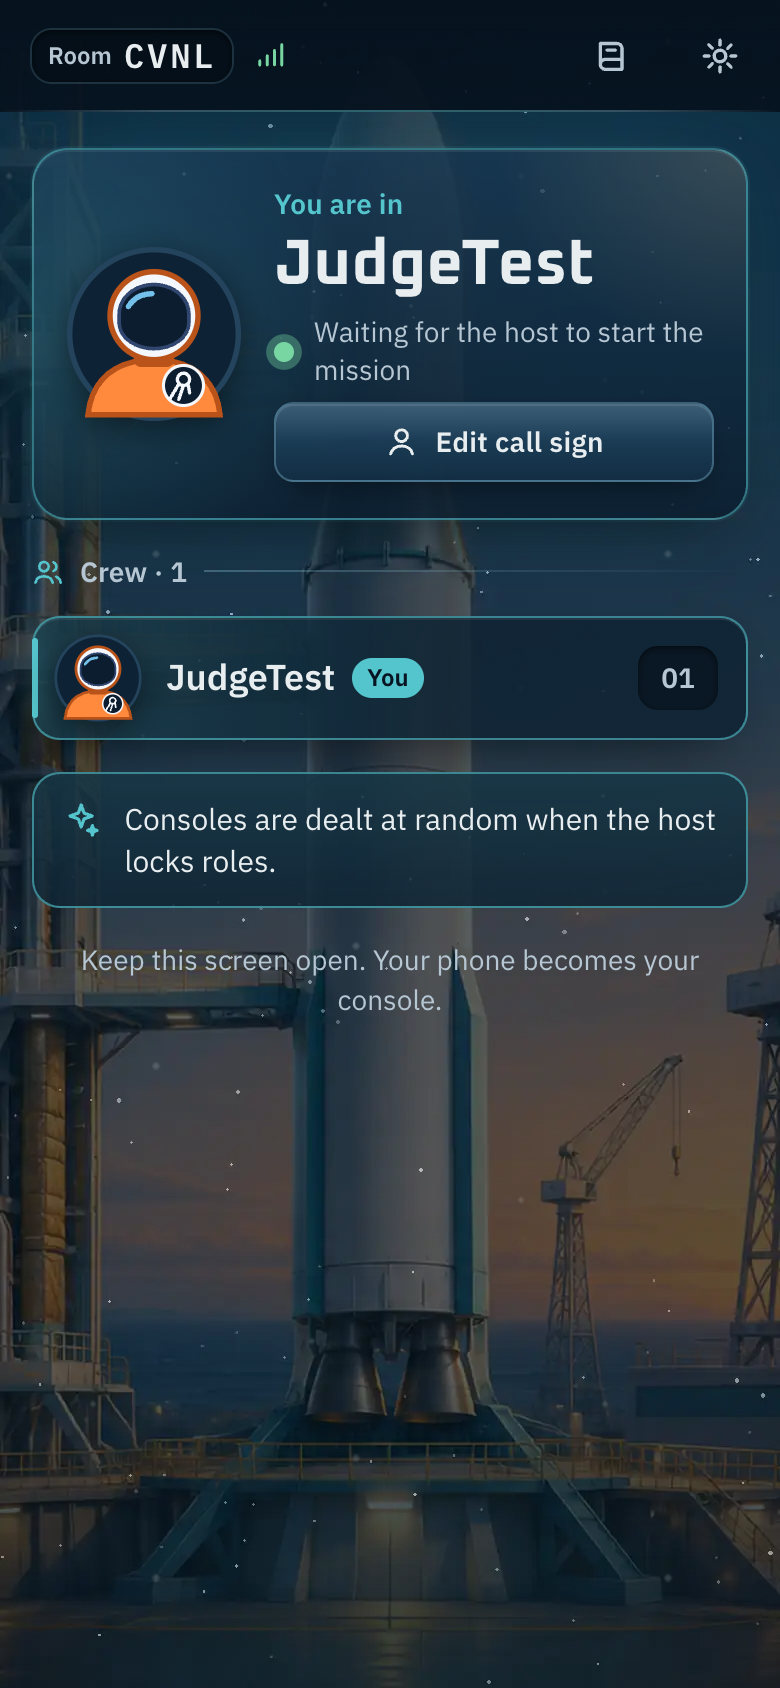 Room CVNL
You are in
JudgeTest
Waiting for the host to start the
mission
Edit call sign
Crew · 1
JudgeTest You 01
Consoles are dealt at random when the host
locks roles.
Keep this screen open. Your phone becomes your
console.